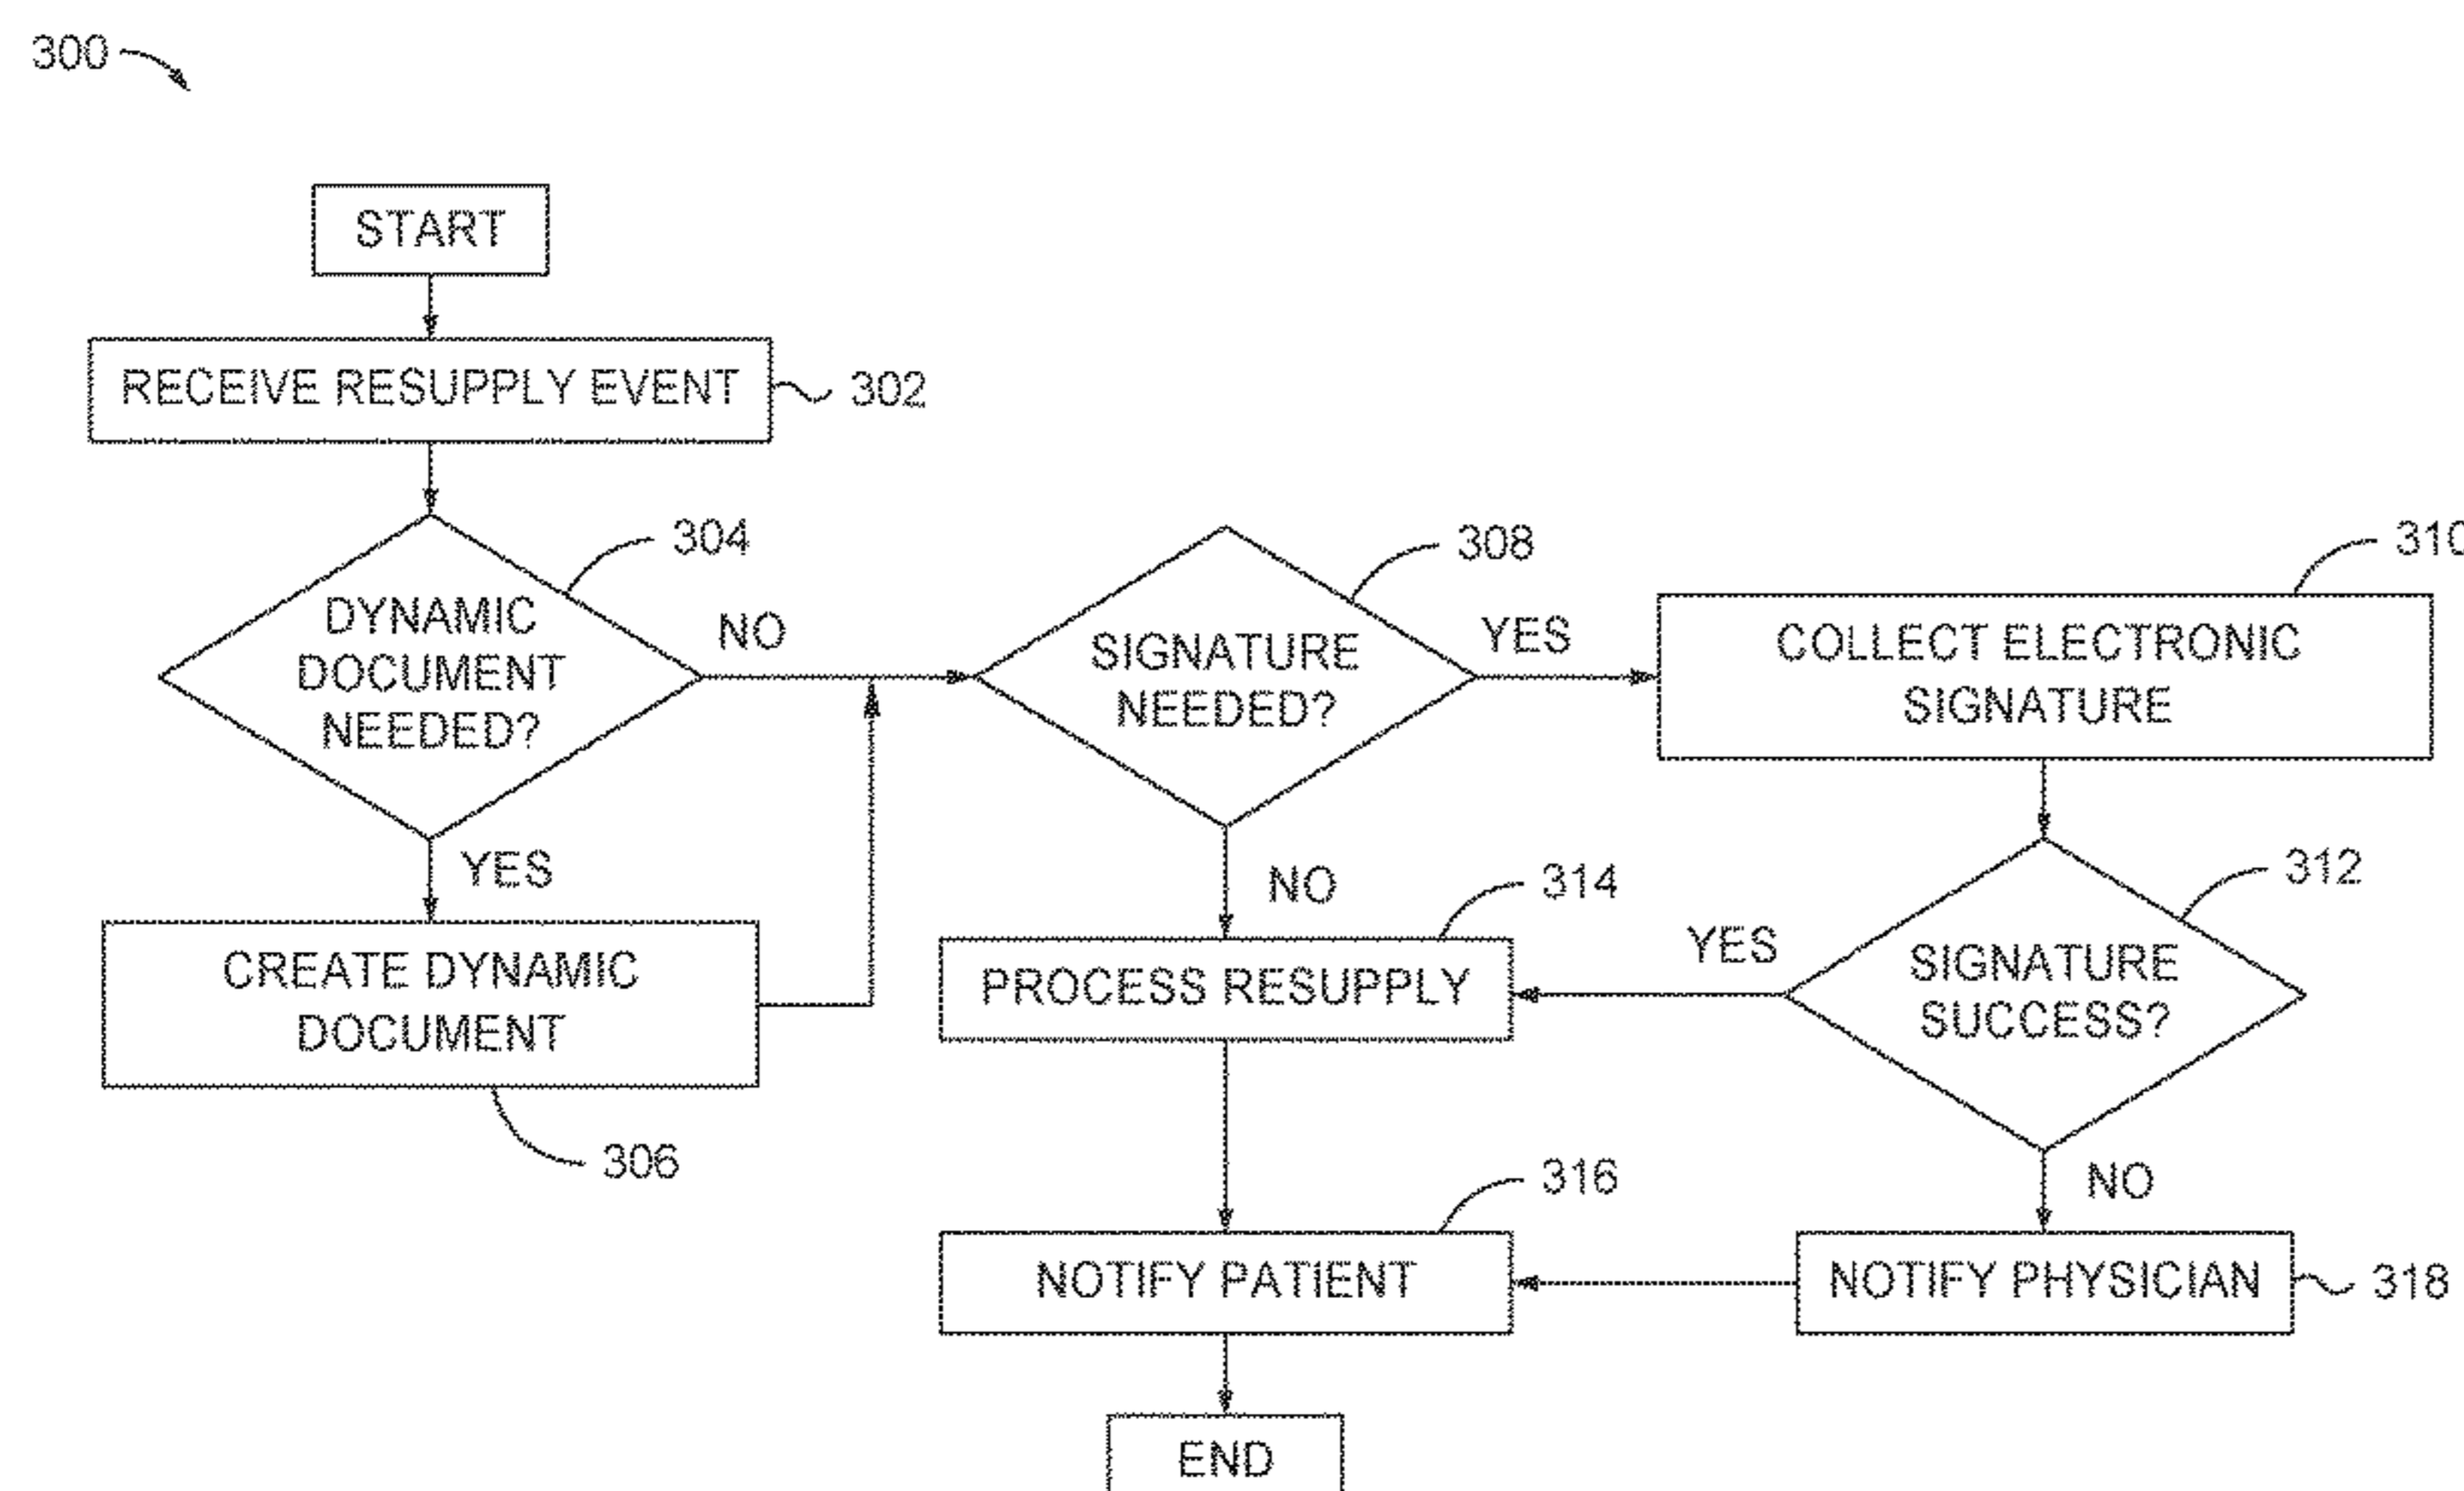 300
START
RECEIVE RESUPPLY EVENT
302
DYNAMIC
DOCUMENT
NEEDED?
304
NO
YES
CREATE DYNAMIC
DOCUMENT
306
SIGNATURE
NEEDED?
308
YES
NO
COLLECT ELECTRONIC
SIGNATURE
310
SIGNATURE
SUCCESS?
312
YES
NO
PROCESS RESUPPLY
314
NOTIFY PATIENT
316
NOTIFY PHYSICIAN
318
END